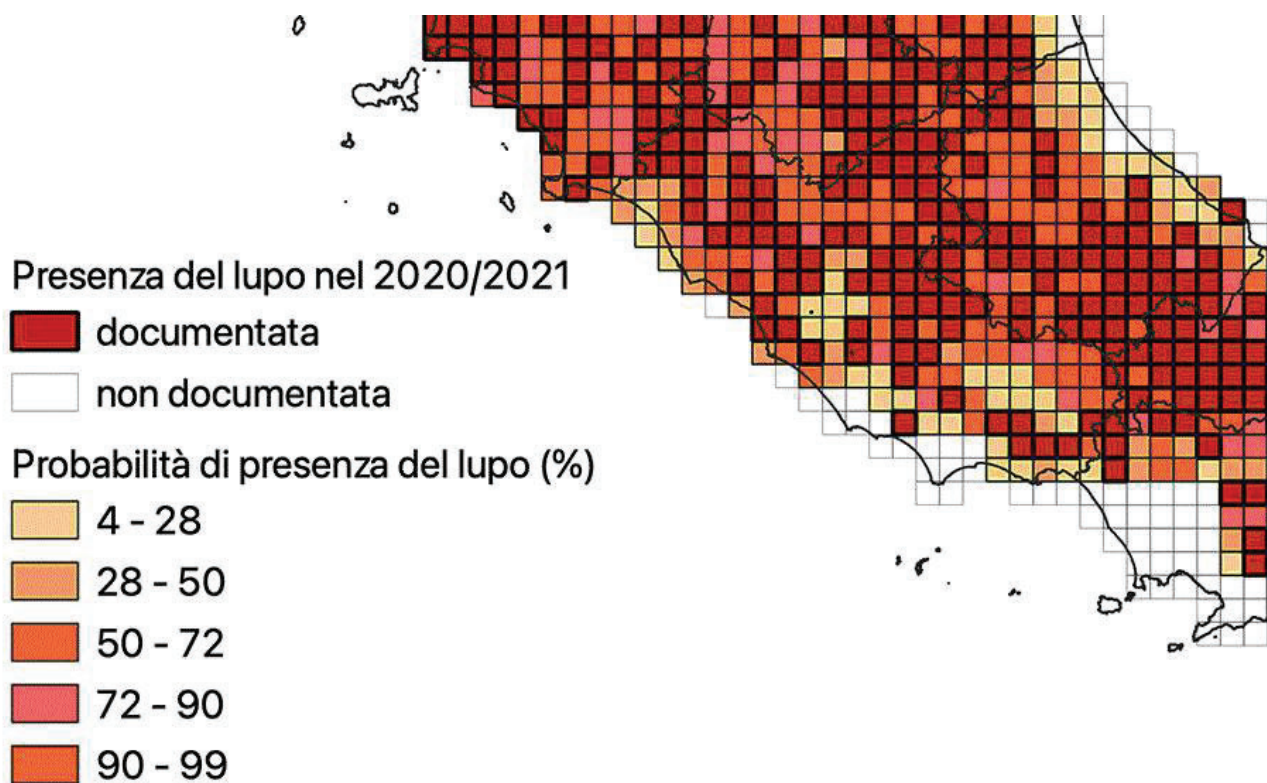 Presenza del lupo nel 2020/2021
documentata
non documentata
Probabilità di presenza del lupo (%)
4 - 28
28 - 50
50 - 72
72 - 90
90 - 99